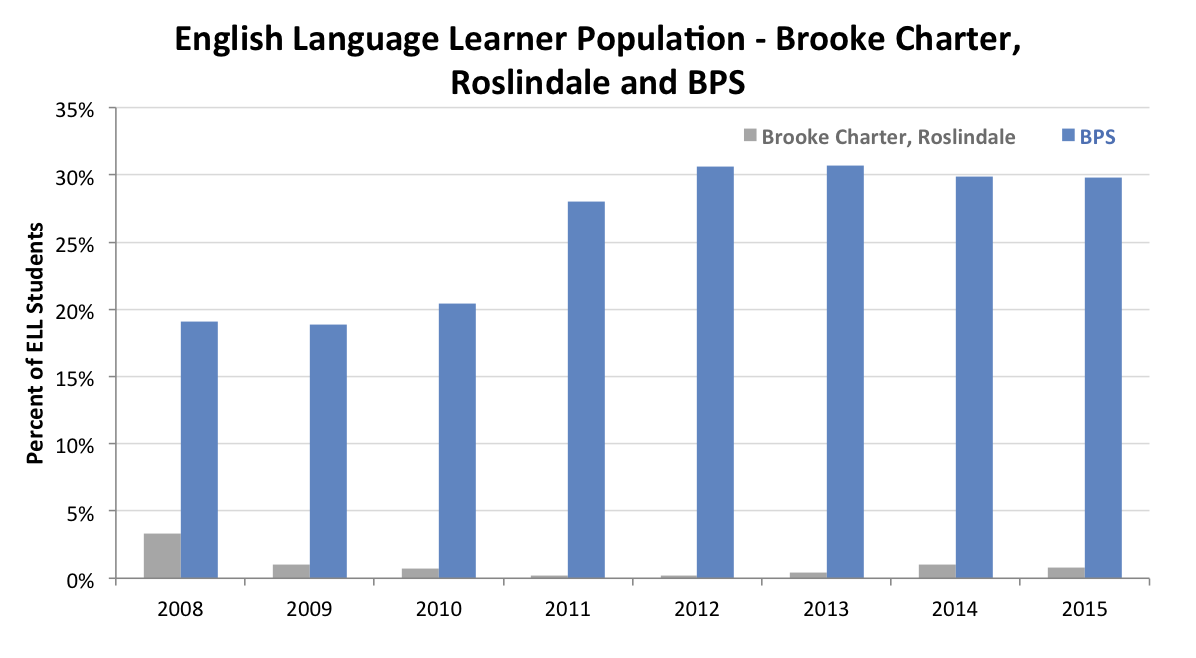 English Language Learner Population - Brooke Charter,
Roslindale and BPS
35%
Brooke Charter, Roslindale BPS
30%
25%
20%
15%
10%
5%
0%
Percent of ELL Students
2008 2009 2010 2011 2012 2013 2014 2015